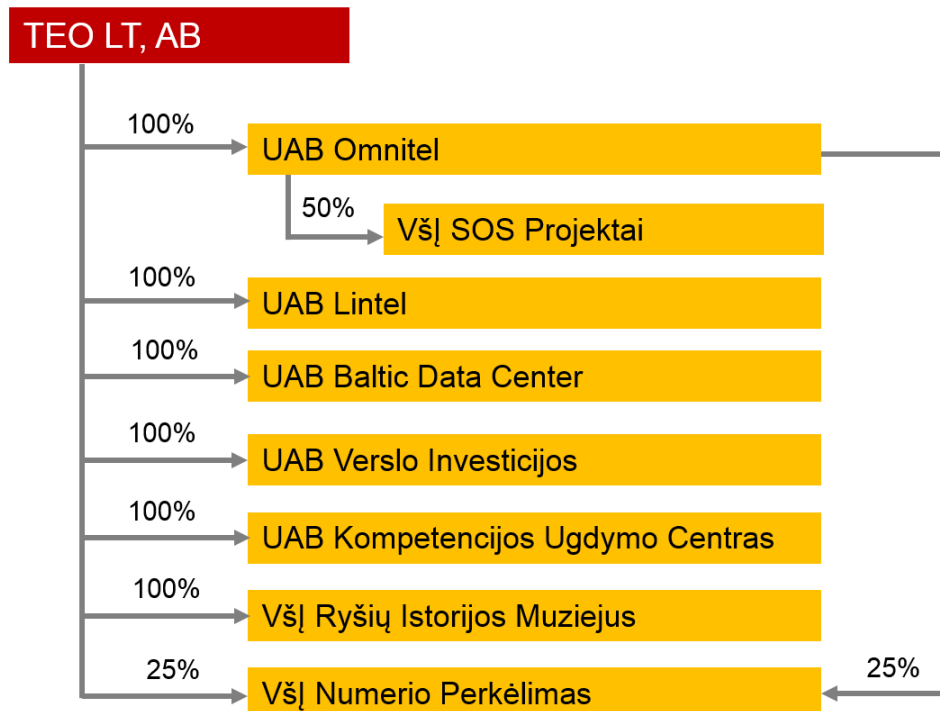 TEO LT, AB
100%
UAB Omnitel
50%
VšĮ SOS Projektai
100%
UAB Lintel
100%
UAB Baltic Data Center
100%
UAB Verslo Investicijos
100%
UAB Kompetencijos Ugdymo Centras
100%
VšĮ Ryšių Istorijos Muziejus
25%
VšĮ Numerio Perkėlimas
25%